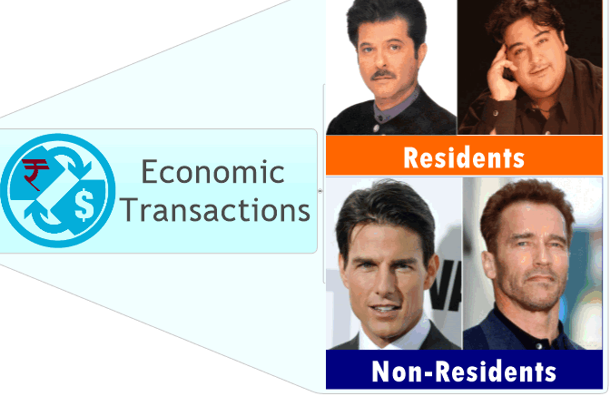 Economic
Transactions
₹
$
Residents
Non-Residents